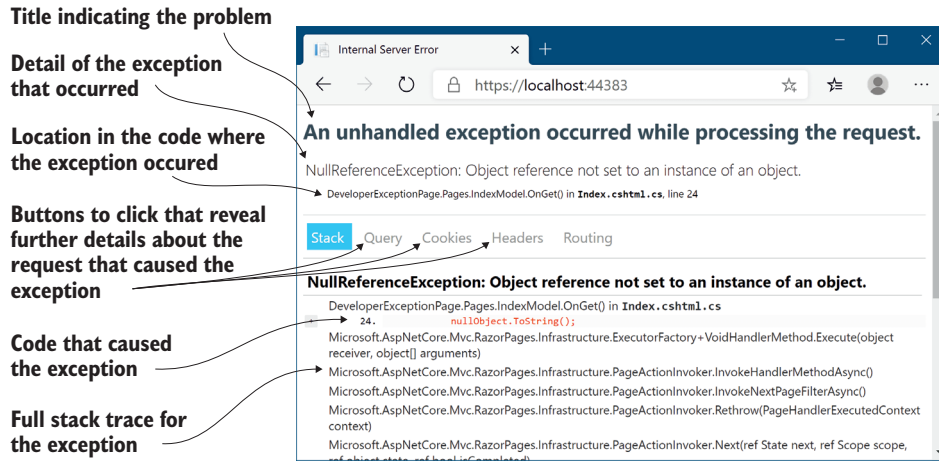 Title indicating the problem
Detail of the exception
that occurred
Location in the code where
the exception occured
Buttons to click that reveal
further details about the
request that caused the
exception
Code that caused
the exception
Full stack trace for
the exception
Internal Server Error
https://localhost:44383
An unhandled exception occurred while processing the request.
NullReferenceException: Object reference not set to an instance of an object.
DeveloperExceptionPage.Pages.IndexModel.OnGet() in Index.cshtml.cs, line 24
Stack Query Cookies Headers Routing
NullReferenceException: Object reference not set to an instance of an object.
DeveloperExceptionPage.Pages.IndexModel.OnGet() in Index.cshtml.cs
+ 24. nullObject.ToString();
Microsoft.AspNetCore.Mvc.RazorPages.Infrastructure.ExecutorFactory+VoidHandlerMethod.Execute(object
receiver, object[] arguments)
Microsoft.AspNetCore.Mvc.RazorPages.Infrastructure.PageActionInvoker.InvokeHandlerMethodAsync()
Microsoft.AspNetCore.Mvc.RazorPages.Infrastructure.PageActionInvoker.InvokeNextPageFilterAsync()
Microsoft.AspNetCore.Mvc.RazorPages.Infrastructure.PageActionInvoker.Rethrow(PageHandlerExecutedContext
context)
Microsoft.AspNetCore.Mvc.RazorPages.Infrastructure.PageActionInvoker.Next(ref State next, ref Scope scope,
ref object state, ref bool isCompleted)